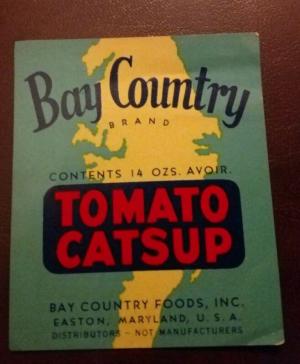 Bay Country
BRAND
CONTENTS 14 OZS. AVOIR.
TOMATO
CATSUP
BAY COUNTRY FOODS, INC.
EASTON, MARYLAND, U. S. A.
DISTRIBUTORS - NOT MANUFACTURERS